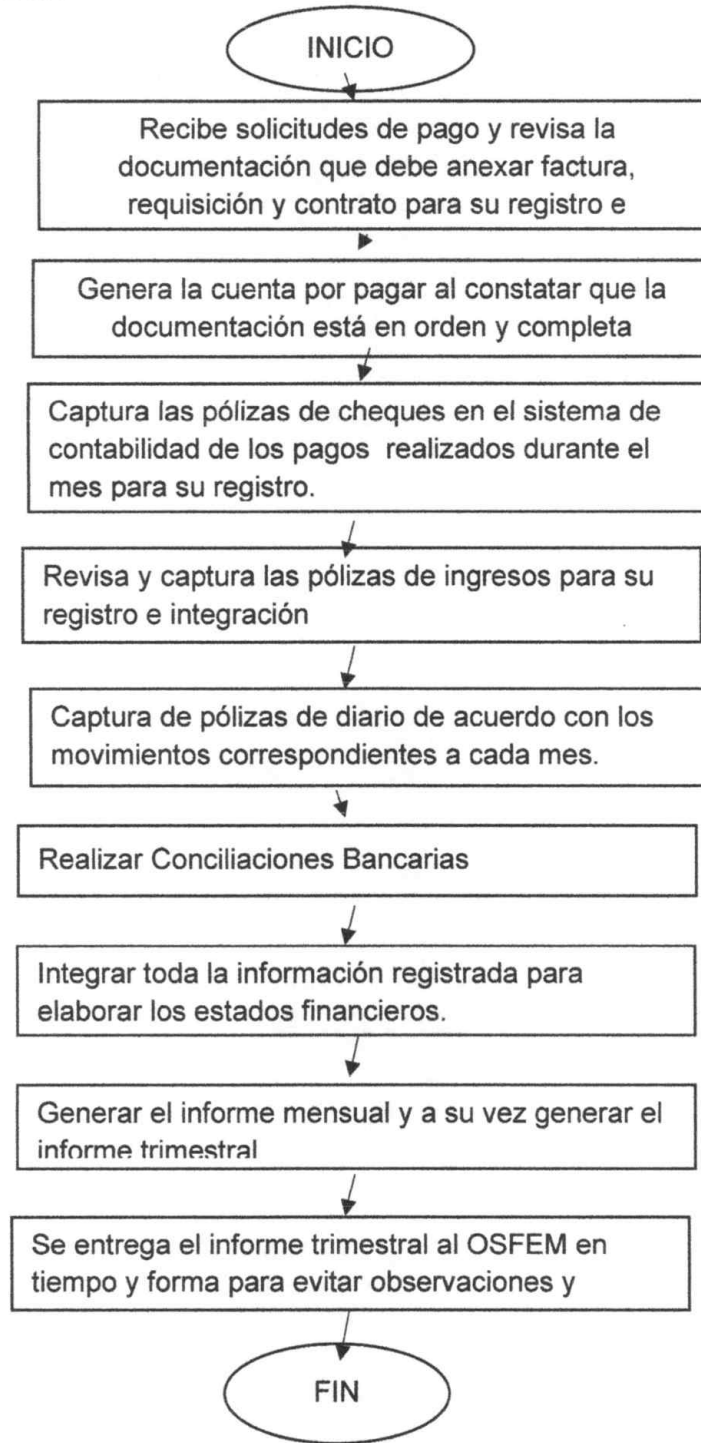 INICIO
Recibe solicitudes de pago y revisa la
documentación que debe anexar factura,
requisición y contrato para su registro e
Genera la cuenta por pagar al constatar que la
documentación está en orden y completa
Captura las pólizas de cheques en el sistema de
contabilidad de los pagos realizados durante el
mes para su registro.
Revisa y captura las pólizas de ingresos para su
registro e integración
Captura de pólizas de diario de acuerdo con los
movimientos correspondientes a cada mes.
Realizar Conciliaciones Bancarias
Integrar toda la información registrada para
elaborar los estados financieros.
Generar el informe mensual y a su vez generar el
informe trimestral
Se entrega el informe trimestral al OSFEM en
tiempo y forma para evitar observaciones y
FIN